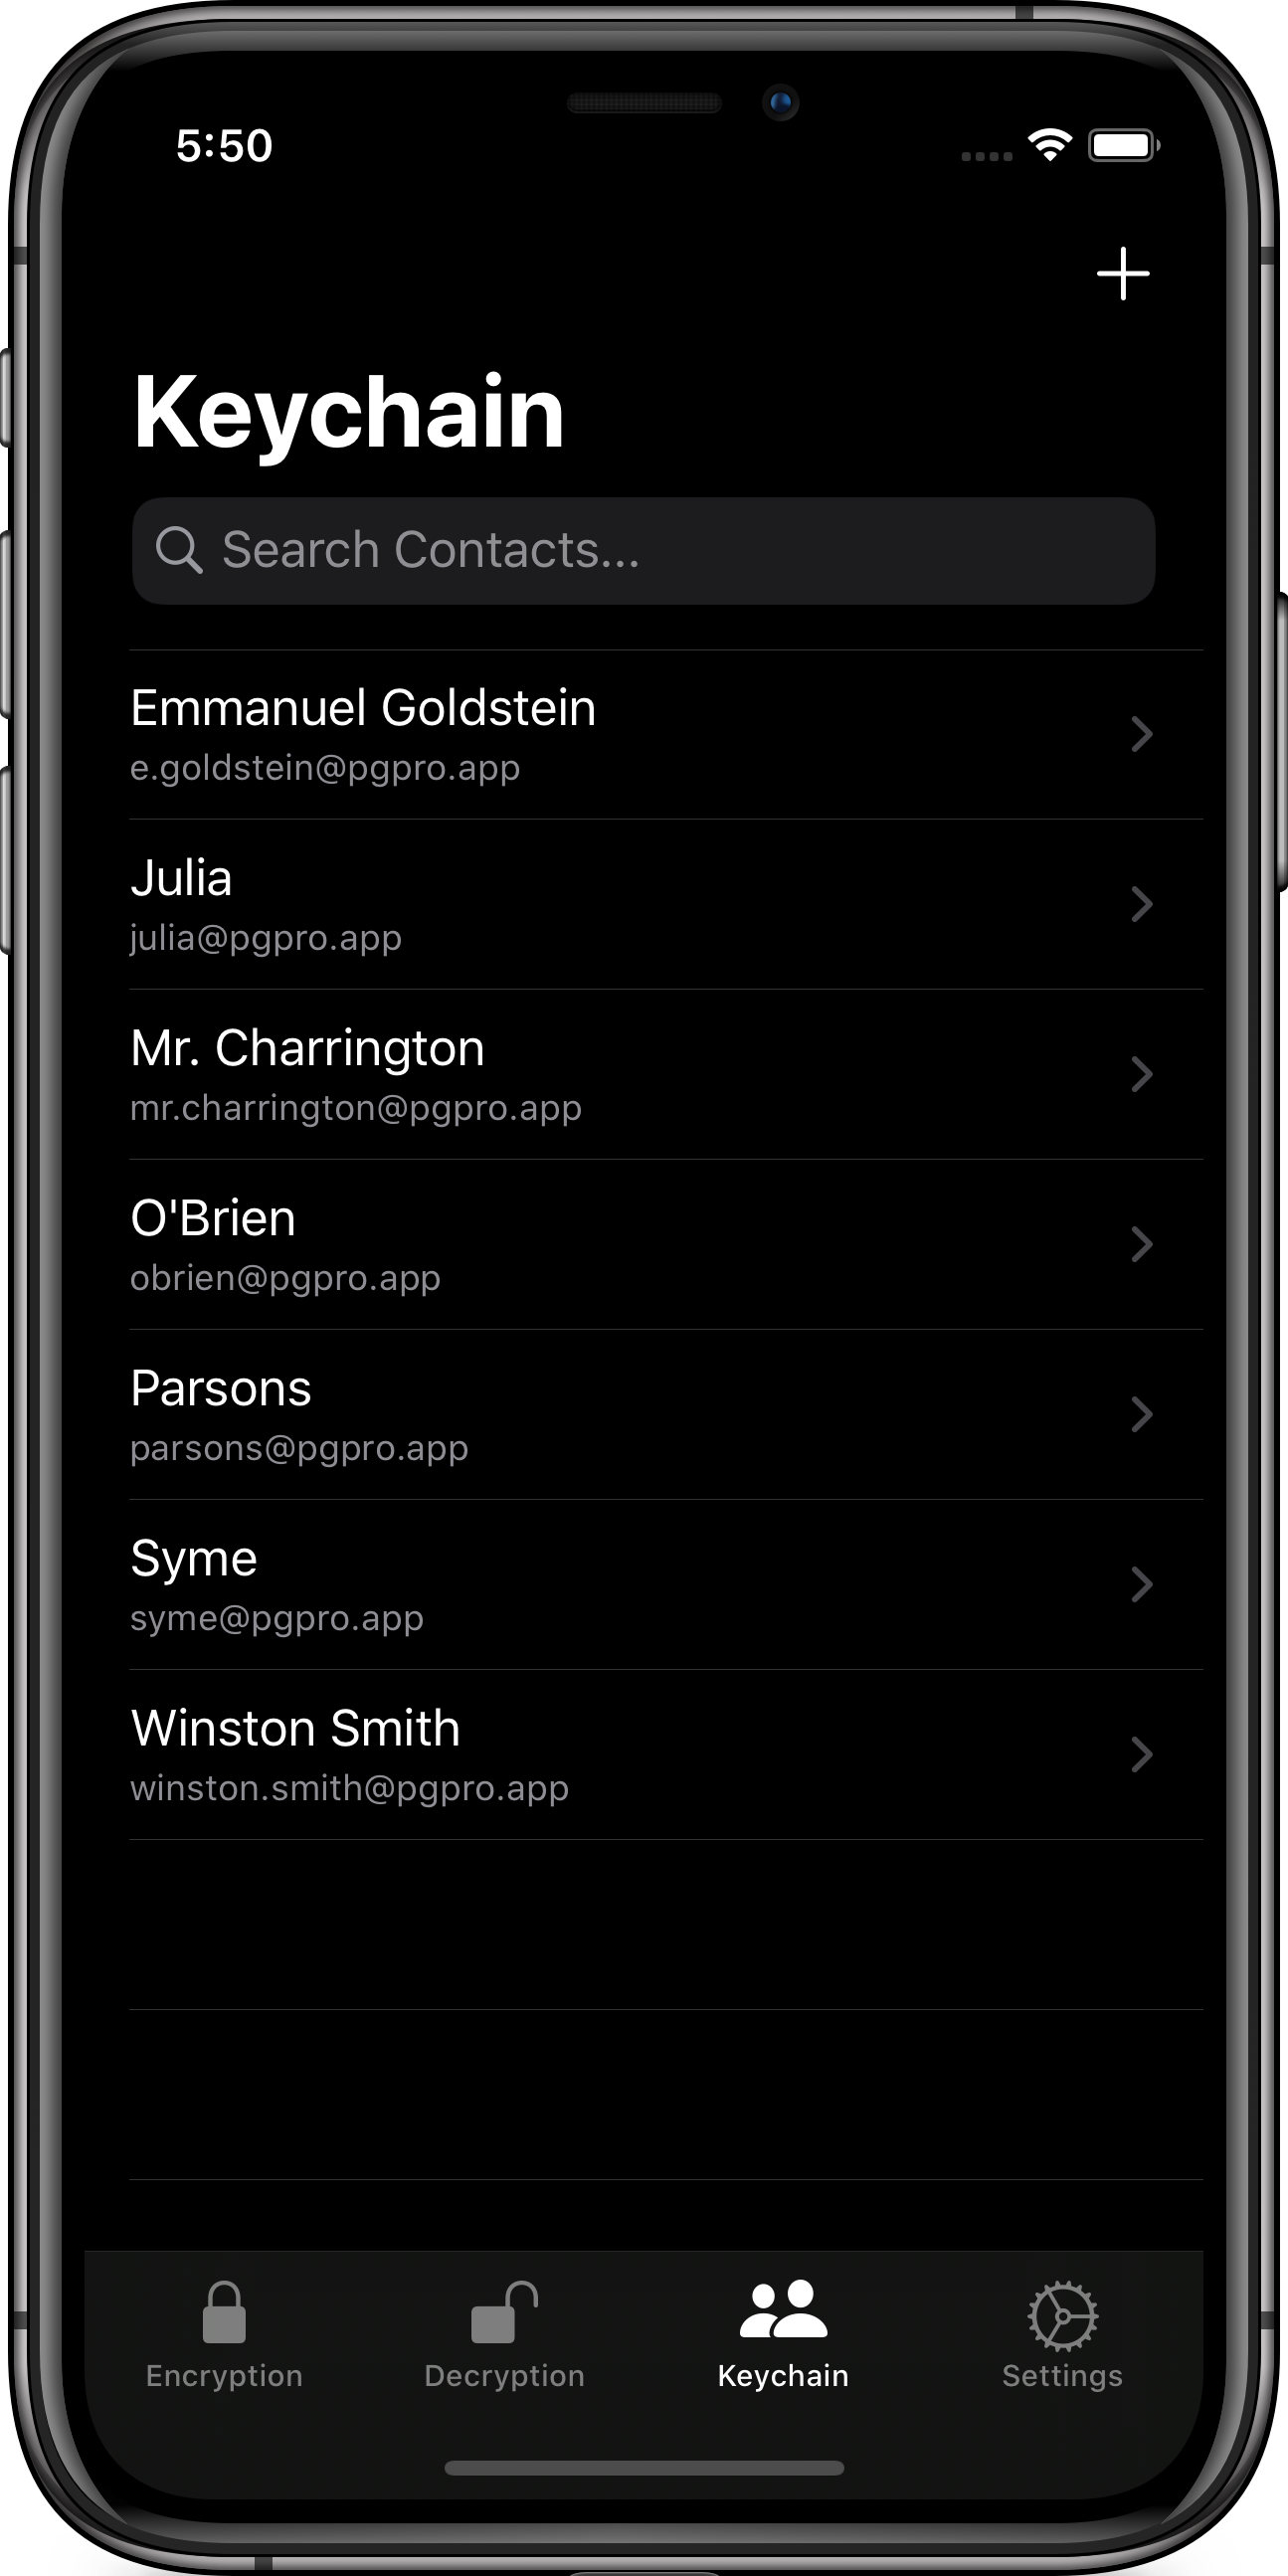 5:50
Keychain
Search Contacts...
Emmanuel Goldstein
e.goldstein@pgpro.app
Julia
julia@pgpro.app
Mr. Charrington
mr.charrington@pgpro.app
O'Brien
obrien@pgpro.app
Parsons
parsons@pgpro.app
Syme
syme@pgpro.app
Winston Smith
winston.smith@pgpro.app
Encryption Decryption Keychain Settings